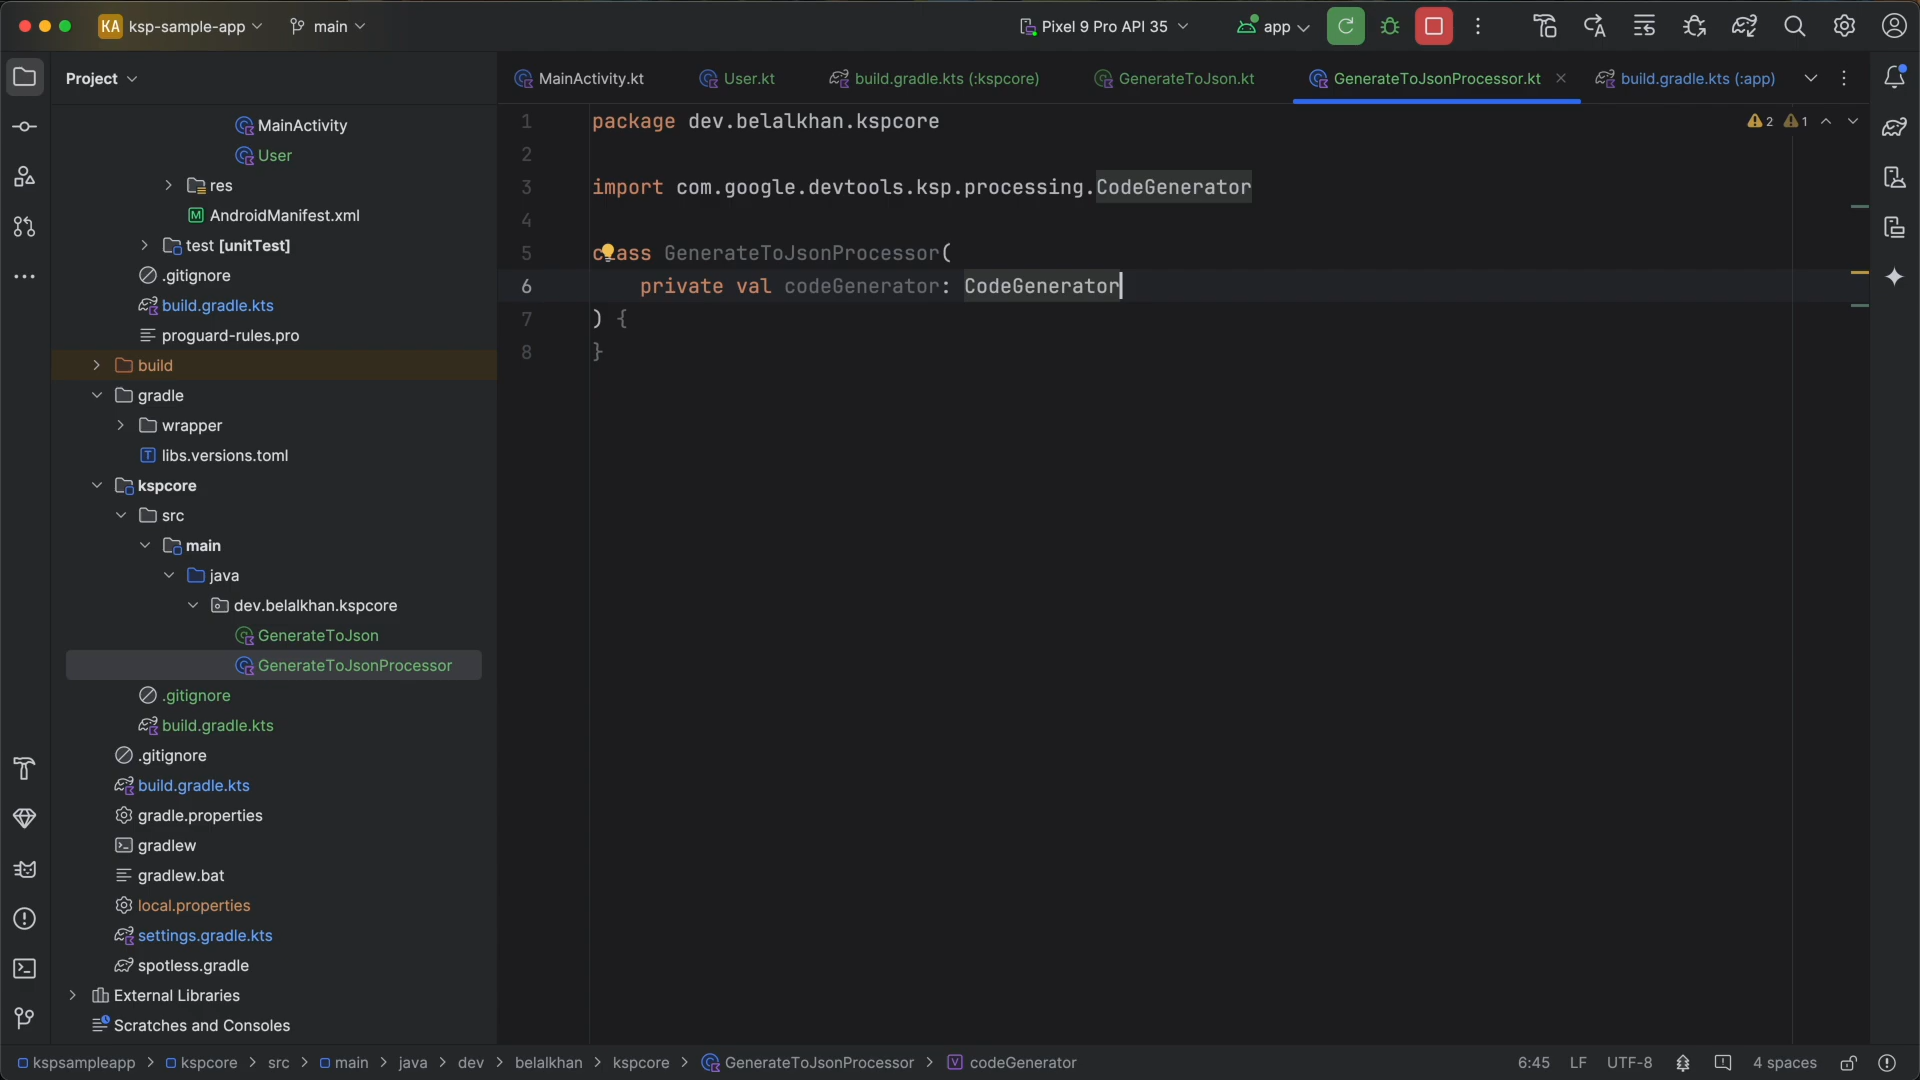 KA ksp-sample-app main Pixel 9 Pro API 35 app
Project
MainActivity.kt User.kt build.gradle.kts (:kspcore) GenerateToJson.kt GenerateToJsonProcessor.kt build.gradle.kts (:app)
MainActivity
User
res
AndroidManifest.xml
test [unitTest]
.gitignore
build.gradle.kts
proguard-rules.pro
build
gradle
wrapper
libs.versions.toml
kspcore
src
main
java
dev.belalkhan.kspcore
GenerateToJson
GenerateToJsonProcessor
.gitignore
build.gradle.kts
.gitignore
build.gradle.kts
gradle.properties
gradlew
gradlew.bat
local.properties
settings.gradle.kts
spotless.gradle
External Libraries
Scratches and Consoles
1 package dev.belalkhan.kspcore
2 1
2
3 import com.google.devtools.ksp.processing.CodeGenerator
4
5 class GenerateToJsonProcessor(
6 private val codeGenerator: CodeGenerator
7 ) {
8 }
kspsampleapp > kspcore > src > main > java > dev > belalkhan > kspcore > GenerateToJsonProcessor > codeGenerator
6:45 LF UTF-8 4 spaces